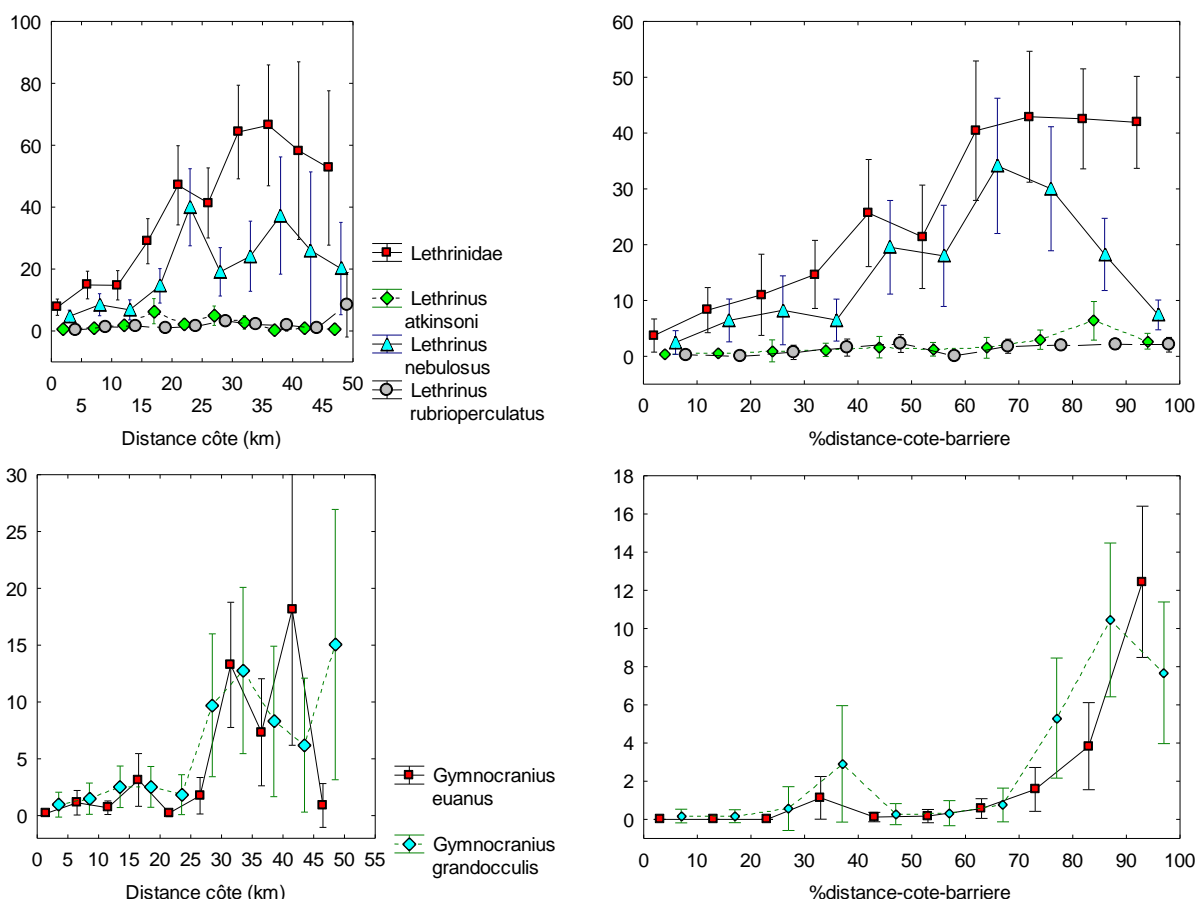 100
80
60
40
20
0
0 10 20 30 40 50
5 15 25 35 45
Distance côte (km)
Lethrinidae
Lethrinus
atkinsoni
Lethrinus
nebulosus
Lethrinus
rubrioperculatus
60
50
40
30
20
10
0
0 10 20 30 40 50 60 70 80 90 100
%distance-cote-barriere
30
25
20
15
10
5
0
0 5 10 15 20 25 30 35 40 45 50 55
Distance côte (km)
Gymnocranius
euanus
Gymnocranius
grandocculis
18
16
14
12
10
8
6
4
2
0
0 10 20 30 40 50 60 70 80 90 100
%distance-cote-barriere